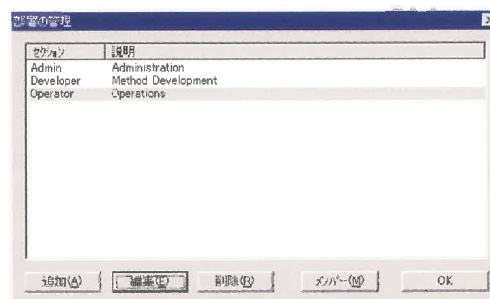 部署の管理
セクション 説明
Admin Administration
Developer Method Development
Operator Operations
追加(A) 編集(E) 削除(R) メンバー(M) OK